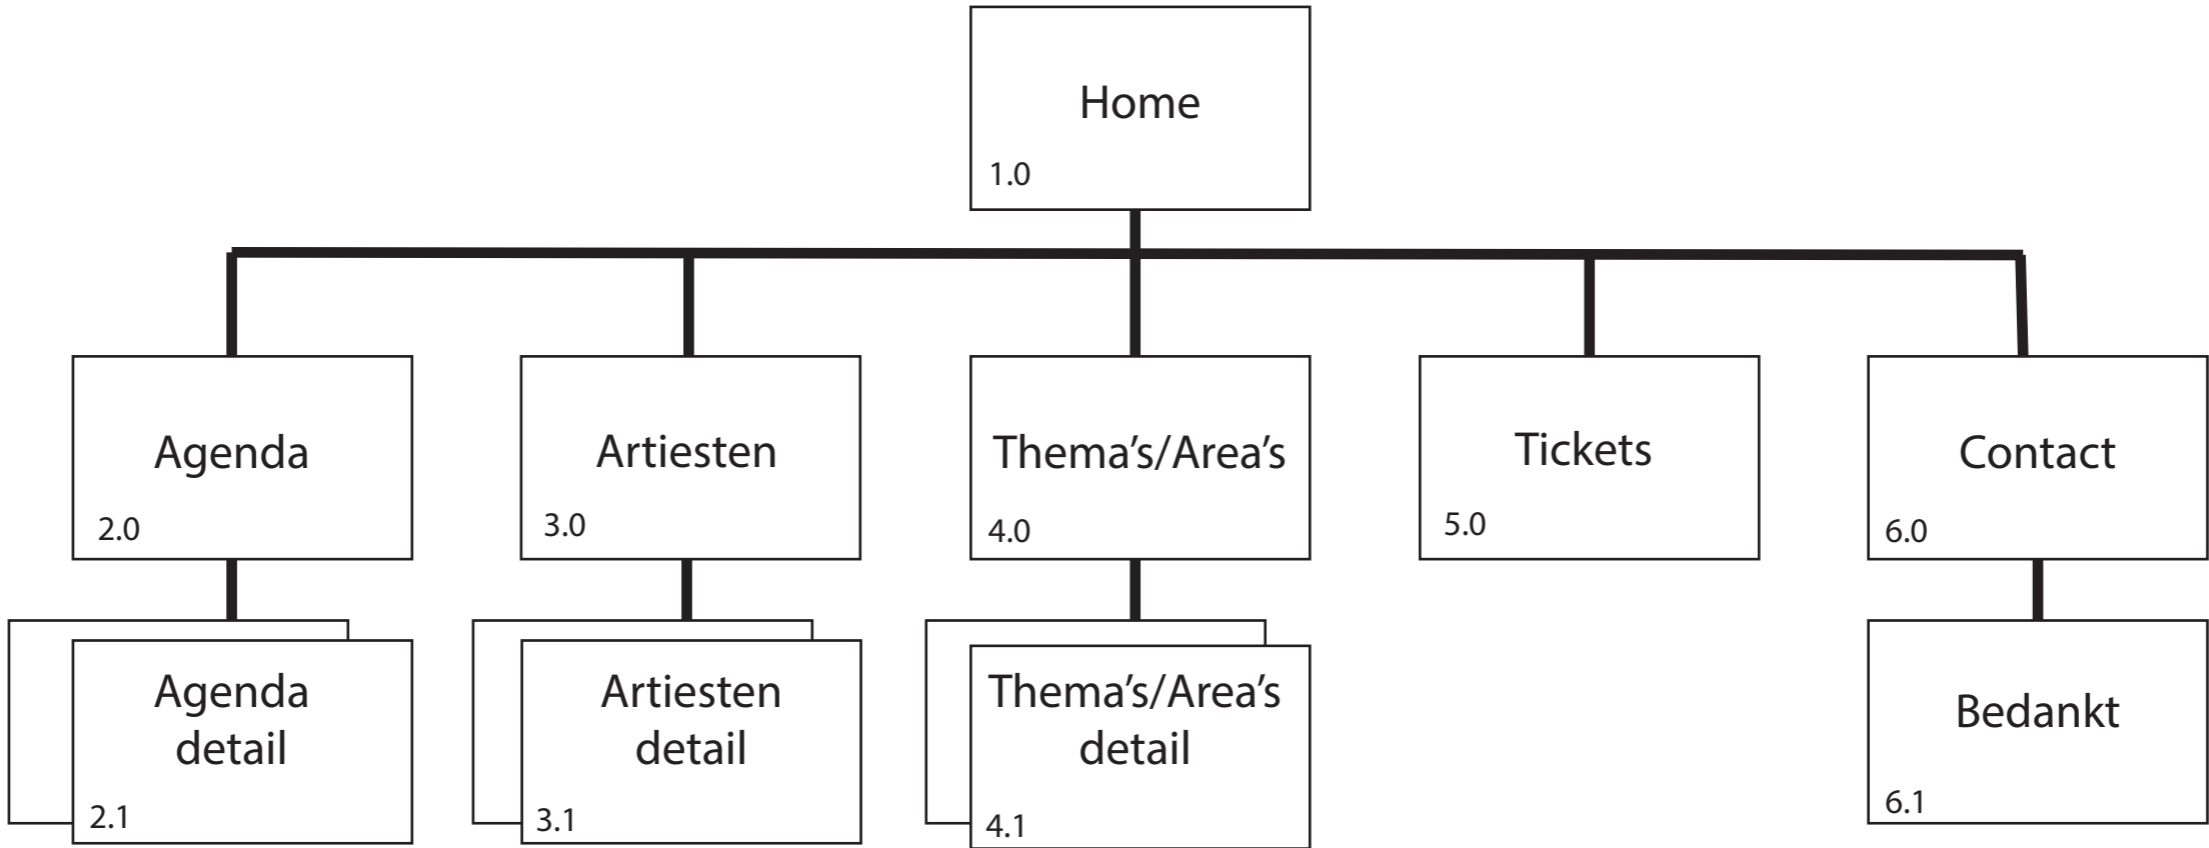 Home
1.0
Agenda
2.0
Artiesten
3.0
Thema’s/Area’s
4.0
Tickets
5.0
Contact
6.0
Agenda
detail
2.1
Artiesten
detail
3.1
Thema’s/Area’s
detail
4.1
Bedankt
6.1